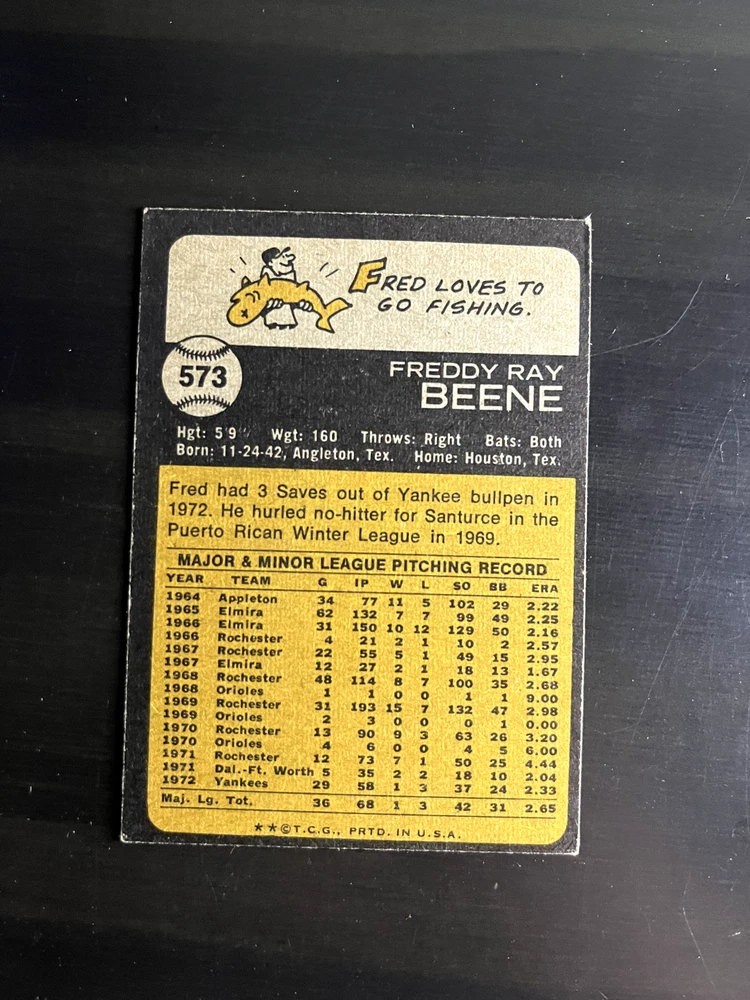 FRED LOVES TO
GO FISHING.
573
FREDDY RAY
BEENE
Hgt: 5'9" Wgt: 160 Throws: Right Bats: Both
Born: 11-24-42, Angleton, Tex. Home: Houston, Tex.
Fred had 3 Saves out of Yankee bullpen in
1972. He hurled no-hitter for Santurce in the
Puerto Rican Winter League in 1969.
MAJOR & MINOR LEAGUE PITCHING RECORD
YEAR TEAM G IP W L SO BB ERA
1964 Appleton 34 77 11 5 102 29 2.22
1965 Elmira 62 132 7 7 99 49 2.25
1966 Elmira 31 150 10 12 129 50 2.16
1966 Rochester 4 21 2 1 10 2 2.57
1967 Rochester 22 55 5 1 49 15 2.95
1967 Elmira 12 27 2 1 18 13 1.67
1968 Rochester 48 114 8 7 100 35 2.68
1968 Orioles 1 1 0 0 1 1 9.00
1969 Rochester 31 193 15 7 132 47 2.98
1969 Orioles 2 3 0 0 0 1 0.00
1970 Rochester 13 90 9 3 63 26 3.20
1970 Orioles 4 6 0 0 4 5 6.00
1971 Rochester 12 73 7 1 50 25 4.44
1971 Dal.-Ft. Worth 5 35 2 2 18 10 2.04
1972 Yankees 29 58 1 3 37 24 2.33
Maj. Lg. Tot. 36 68 1 3 42 31 2.65
**©T.C.G., PRTD. IN U.S.A.